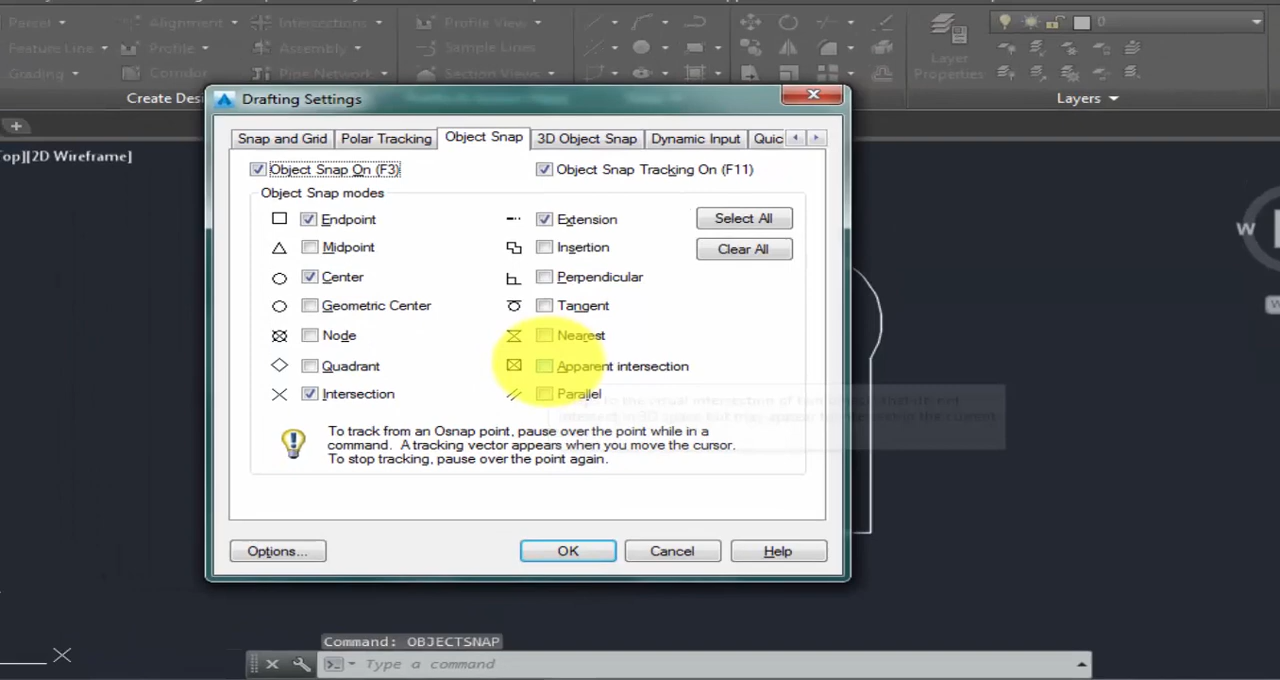 Parcel Alignment Intersections Profile View
0
Feature Line Profile Assembly Sample Lines
Grading Corridor Pipe Network Section Views
Layer
Properties
Create Des
Layers
Drafting Settings
Snap and Grid Polar Tracking Object Snap 3D Object Snap Dynamic Input Quic
op][2D Wireframe]
Object Snap On (F3) Object Snap Tracking On (F11)
Object Snap modes
Endpoint Extension Select All
Midpoint Insertion Clear All
W
Center Perpendicular
Geometric Center Tangent
Node Nearest
Quadrant Apparent intersection
Intersection Parallel
To track from an Osnap point, pause over the point while in a
command. A tracking vector appears when you move the cursor.
To stop tracking, pause over the point again.
Options... OK Cancel Help
Command: OBJECTSNAP
Type a command